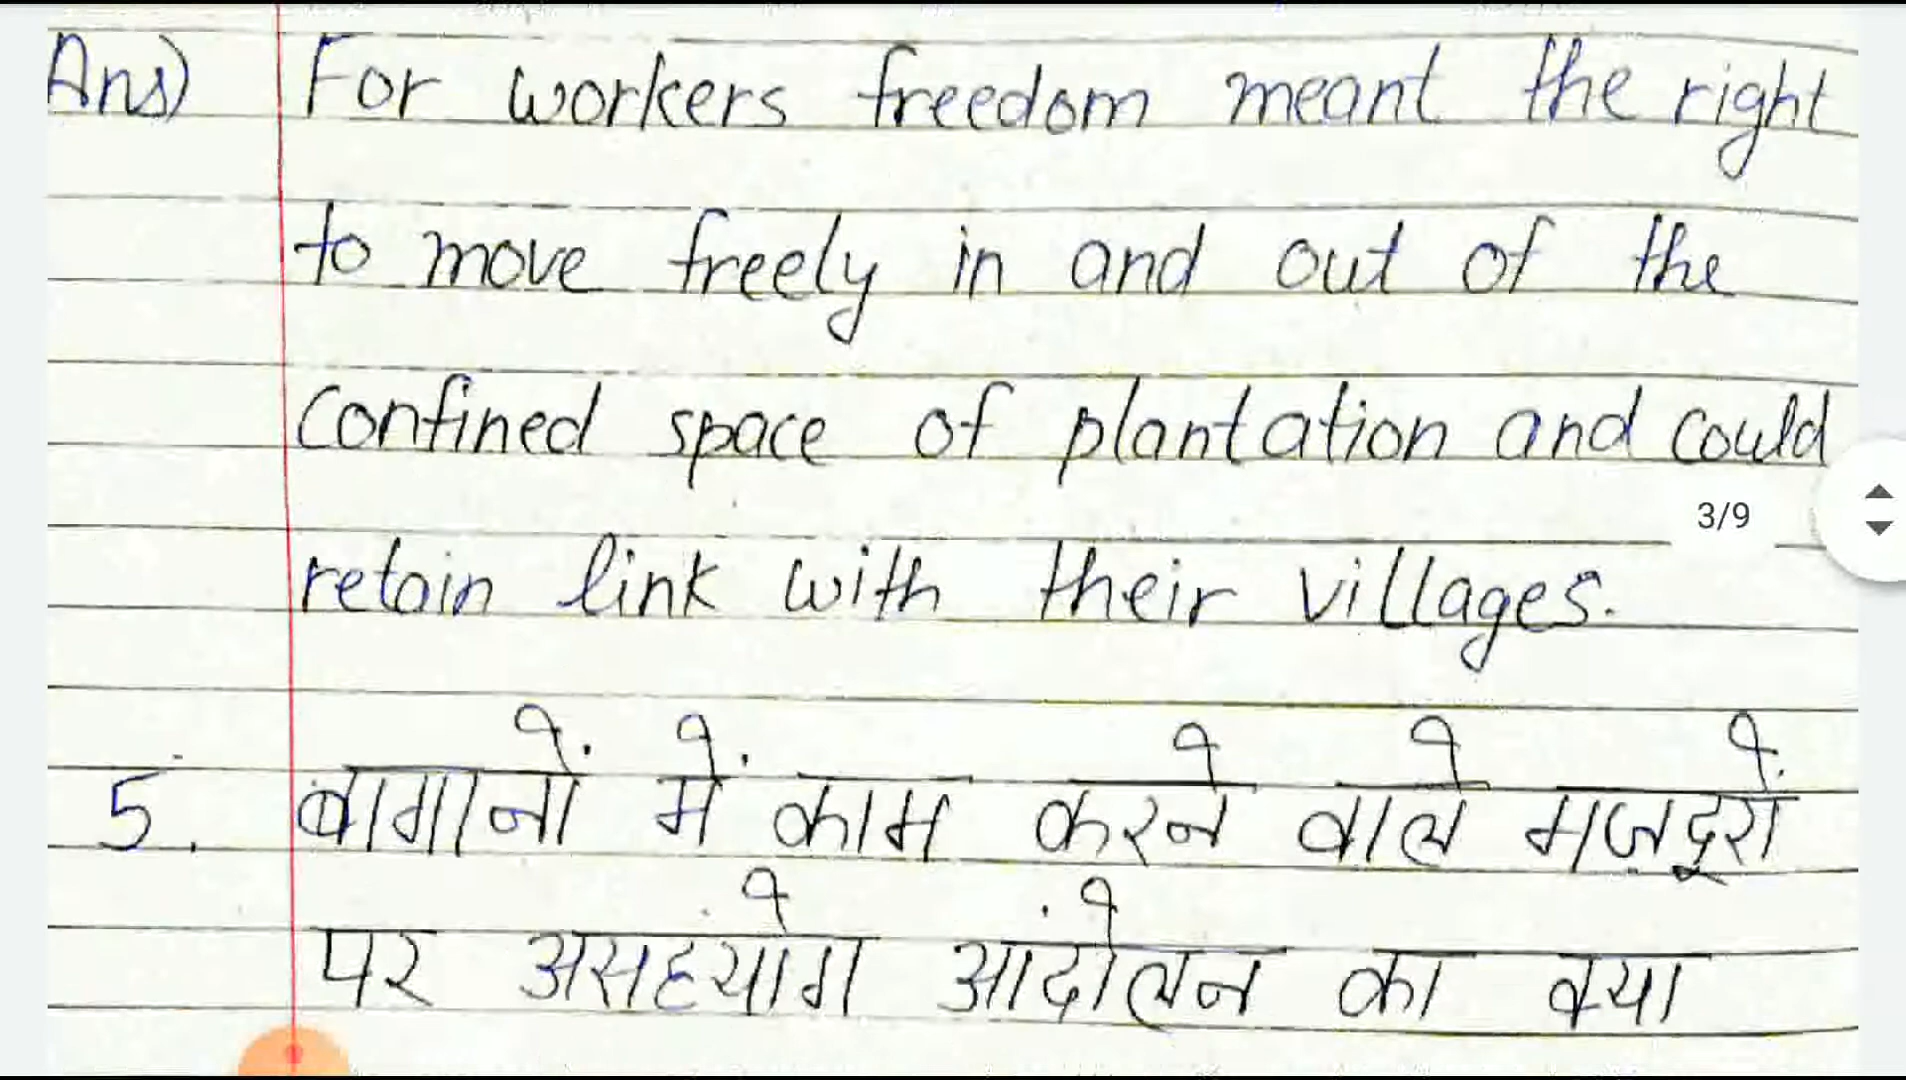 Ans) For workers freedom meant the right
to move freely in and out of the
confined space of plantation and could
3/9
retain link with their villages.
5. बागानों में काम करने वाले मज़दूरों
पर असहयोग आंदोलन का क्या